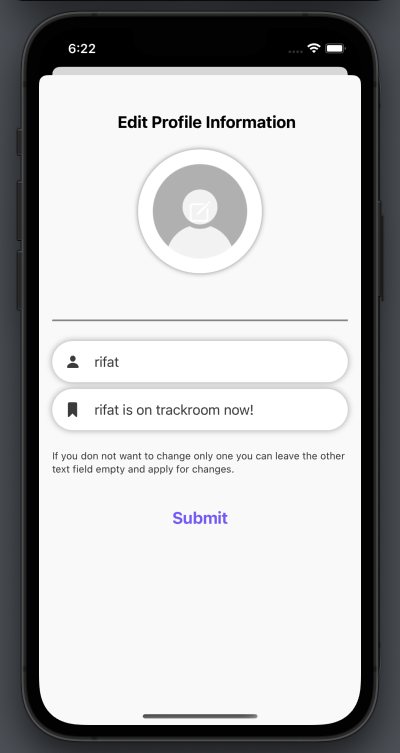 6:22
Edit Profile Information
rifat
rifat is on trackroom now!
If you don not want to change only one you can leave the other
text field empty and apply for changes.
Submit